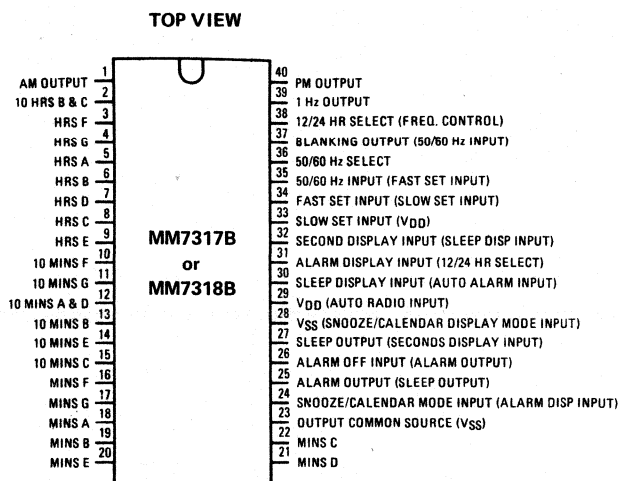 TOP VIEW
AM OUTPUT 1
10 HRS B & C 2
HRS F 3
HRS G 4
HRS A 5
HRS B 6
HRS D 7
HRS C 8
HRS E 9
10 MINS F 10
10 MINS G 11
10 MINS A & D 12
10 MINS B 13
10 MINS E 14
10 MINS C 15
MINS F 16
MINS G 17
MINS A 18
MINS B 19
MINS E 20
MM7317B
or
MM7318B
40 PM OUTPUT
39 1 Hz OUTPUT
38 12/24 HR SELECT (FREQ. CONTROL)
37 BLANKING OUTPUT (50/60 Hz INPUT)
36 50/60 Hz SELECT
35 50/60 Hz INPUT (FAST SET INPUT)
34 FAST SET INPUT (SLOW SET INPUT)
33 SLOW SET INPUT (VDD)
32 SECOND DISPLAY INPUT (SLEEP DISP INPUT)
31 ALARM DISPLAY INPUT (12/24 HR SELECT)
30 SLEEP DISPLAY INPUT (AUTO ALARM INPUT)
29 VDD (AUTO RADIO INPUT)
28 VSS (SNOOZE/CALENDAR DISPLAY MODE INPUT)
27 SLEEP OUTPUT (SECONDS DISPLAY INPUT)
26 ALARM OFF INPUT (ALARM OUTPUT)
25 ALARM OUTPUT (SLEEP OUTPUT)
24 SNOOZE/CALENDAR MODE INPUT (ALARM DISP INPUT)
23 OUTPUT COMMON SOURCE (VSS)
22 MINS C
21 MINS D